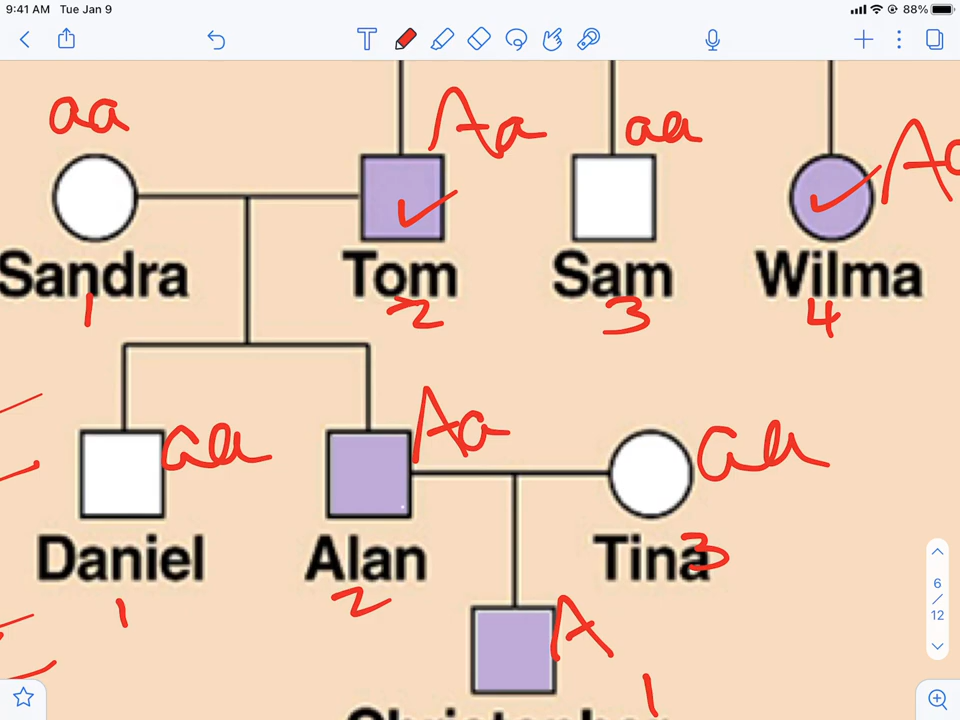 9:41 AM Tue Jan 9 88%
T
aa Aa aa
Sandra Tom Sam Wilma
1 2 3 4
aa Aa aa
Daniel Alan Tina 3
1 2
A
1
6
/
12